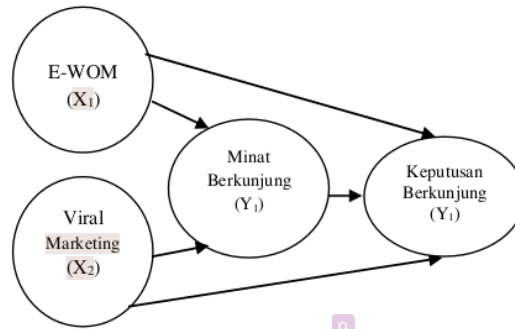 E-WOM
(X₁)
Minat
Berkunjung
(Y₁)
Keputusan
Berkunjung
(Y₁)
Viral
Marketing
(X₂)